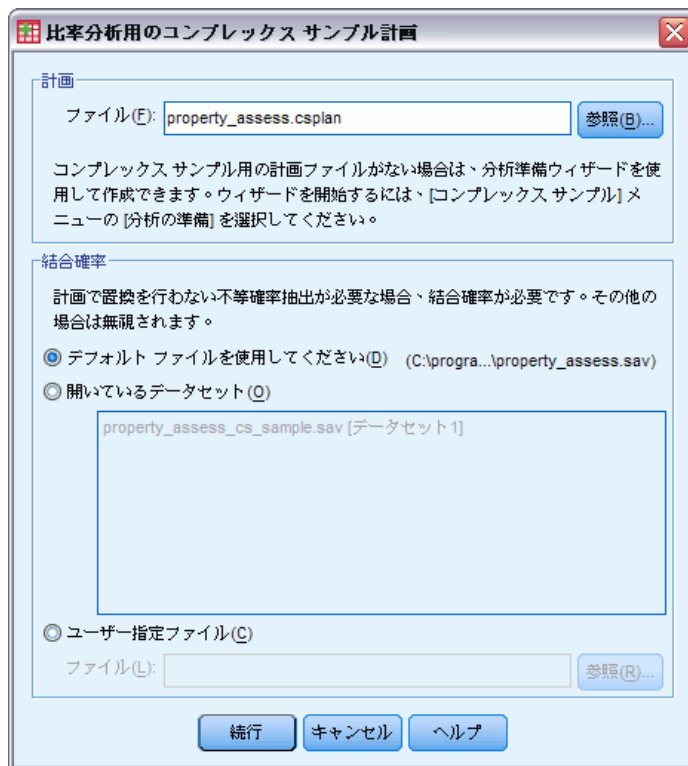 比率分析用のコンプレックス サンプル計画
計画
ファイル(F): property_assess.csplan 参照(B)...
コンプレックス サンプル用の計画ファイルがない場合は、分析準備ウィザードを使
用して作成できます。ウィザードを開始するには、[コンプレックス サンプル] メ
ニューの [分析の準備] を選択してください。
結合確率
計画で置換を行わない不等確率抽出が必要な場合、結合確率が必要です。その他の
場合は無視されます。
デフォルト ファイルを使用してください(D) (C:\progra...\property_assess.sav)
開いているデータセット(O)
property_assess_cs_sample.sav [データセット1]
ユーザー指定ファイル(C)
ファイル(L): 参照(R)...
続行 キャンセル ヘルプ